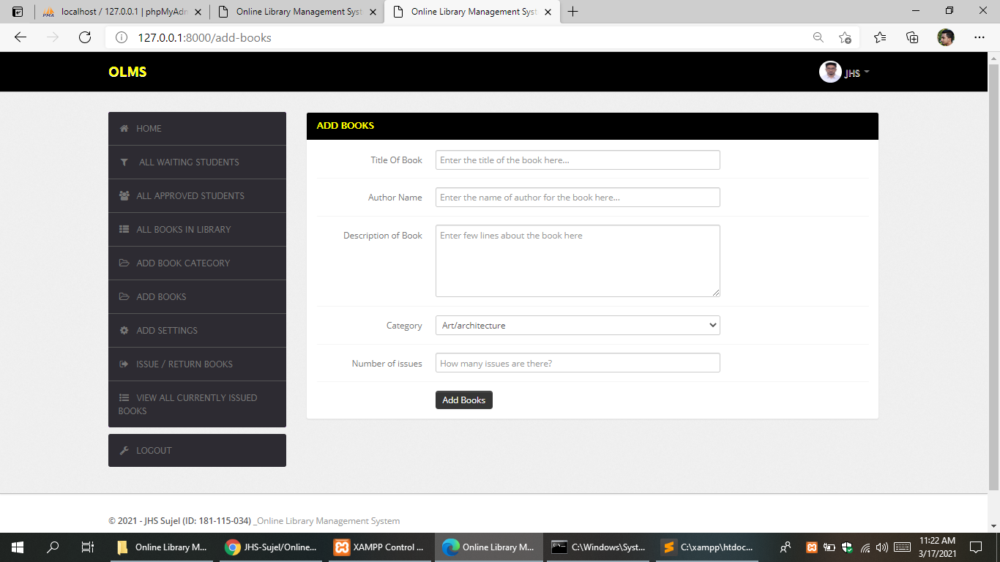 localhost / 127.0.0.1 | phpMyAdm
Online Library Management Syst
Online Library Management Syst
127.0.0.1:8000/add-books
OLMS
JHS
HOME
ALL WAITING STUDENTS
ALL APPROVED STUDENTS
ALL BOOKS IN LIBRARY
ADD BOOK CATEGORY
ADD BOOKS
ADD SETTINGS
ISSUE / RETURN BOOKS
VIEW ALL CURRENTLY ISSUED
BOOKS
LOGOUT
ADD BOOKS
Title Of Book
Enter the title of the book here...
Author Name
Enter the name of author for the book here...
Description of Book
Enter few lines about the book here
Category
Art/architecture
Number of issues
How many issues are there?
Add Books
© 2021 - JHS Sujel (ID: 181-115-034) _Online Library Management System
Online Library M...
JHS-Sujel/Online...
XAMPP Control ...
Online Library M...
C:\Windows\Syst...
C:\xampp\htdoc...
11:22 AM
3/17/2021